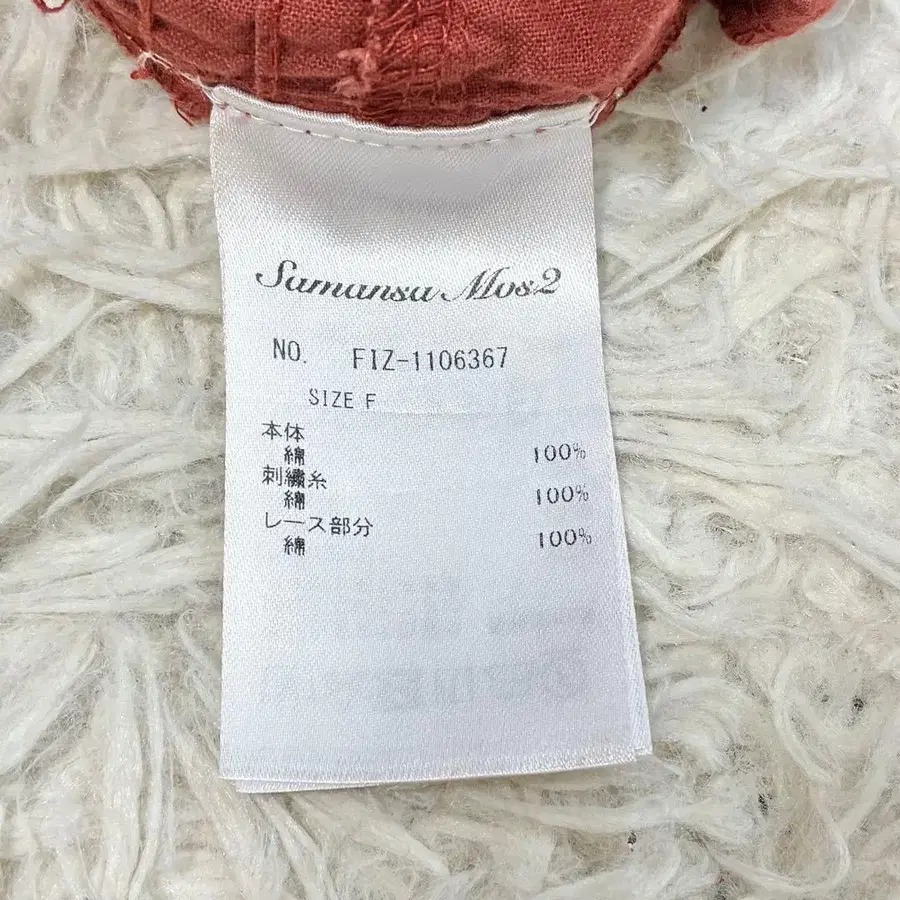 Samansa Mos2
NO. FIZ-1106367
SIZE F
本体
綿 100%
刺繍糸
綿 100%
レース部分
綿 100%